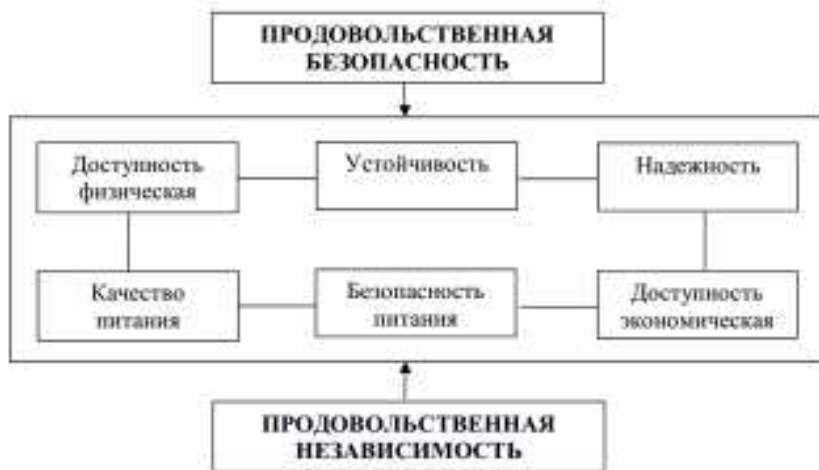 ПРОДОВОЛЬСТВЕННАЯ
БЕЗОПАСНОСТЬ
Доступность
физическая
Устойчивость
Надежность
Качество
питания
Безопасность
питания
Доступность
экономическая
ПРОДОВОЛЬСТВЕННАЯ
НЕЗАВИСИМОСТЬ